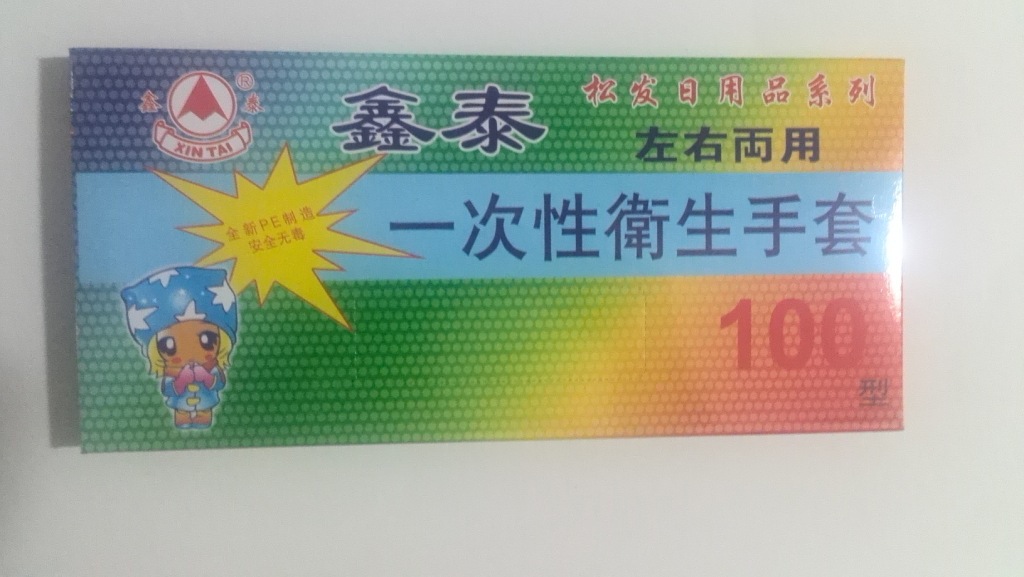 鑫 泰
®
XIN TAI
鑫泰
松发日用品系列
左右両用
全新PE制造
安全无毒
一次性衛生手套
100
型